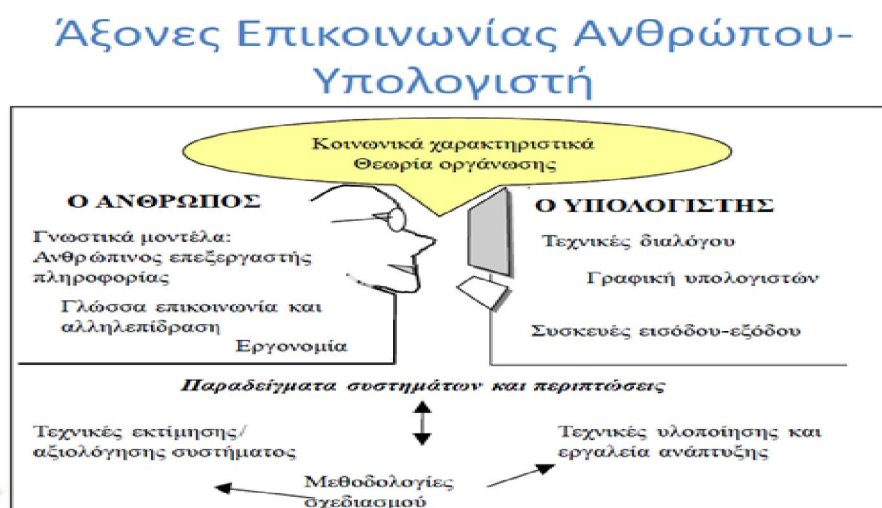 Άξονες Επικοινωνίας Ανθρώπου-
Υπολογιστή
Κοινωνικά χαρακτηριστικά
Θεωρία οργάνωσης
Ο ΑΝΘΡΩΠΟΣ
Γνωστικά μοντέλα:
Ανθρώπινος επεξεργαστής
πληροφορίας
Γλώσσα επικοινωνία και
αλληλεπίδραση
Εργονομία
Ο ΥΠΟΛΟΓΙΣΤΗΣ
Τεχνικές διαλόγου
Γραφική υπολογιστών
Συσκευές εισόδου-εξόδου
Παραδείγματα συστημάτων και περιπτώσεις
Τεχνικές εκτίμησης/
αξιολόγησης συστήματος
Μεθοδολογίες
σχεδιασμού
Τεχνικές υλοποίησης και
εργαλεία ανάπτυξης